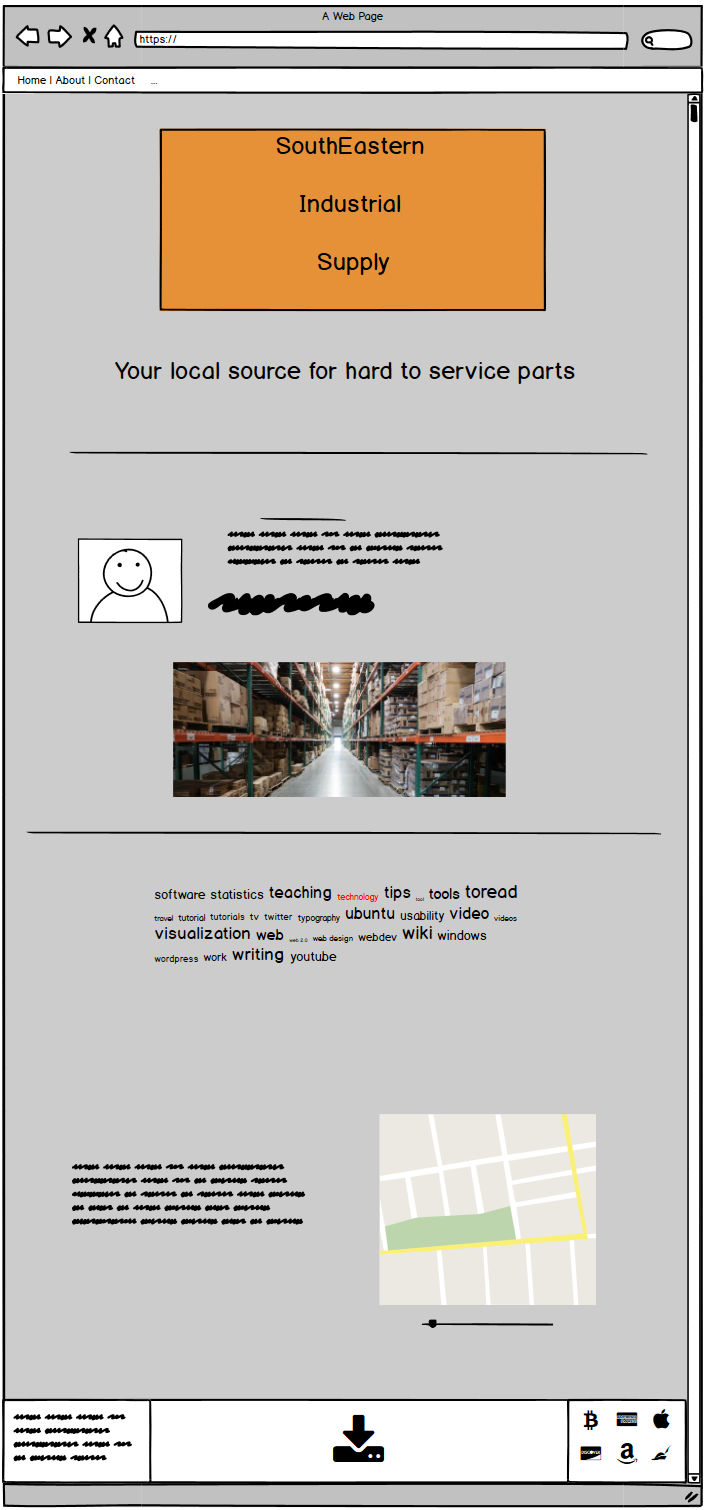 A Web Page
https://
Home | About | Contact ...
SouthEastern
Industrial
Supply
Your local source for hard to service parts
software statistics teaching technology tips tool tools toread
travel tutorial tutorials tv twitter typography ubuntu usability video videos
visualization web web 2.0 web design webdev wiki windows
wordpress work writing youtube
DISCOVER
a